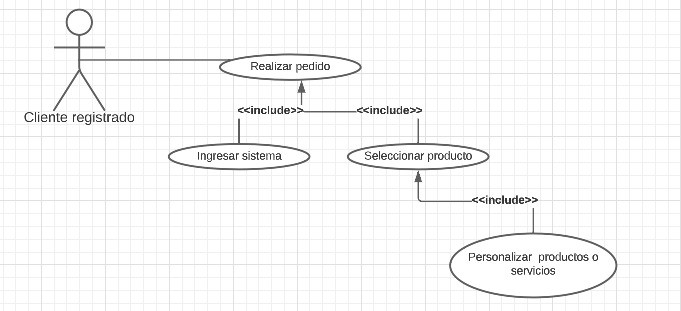 Realizar pedido
Cliente registrado
<<include>>
<<include>>
Ingresar sistema
Seleccionar producto
<<include>>
Personalizar productos o
servicios